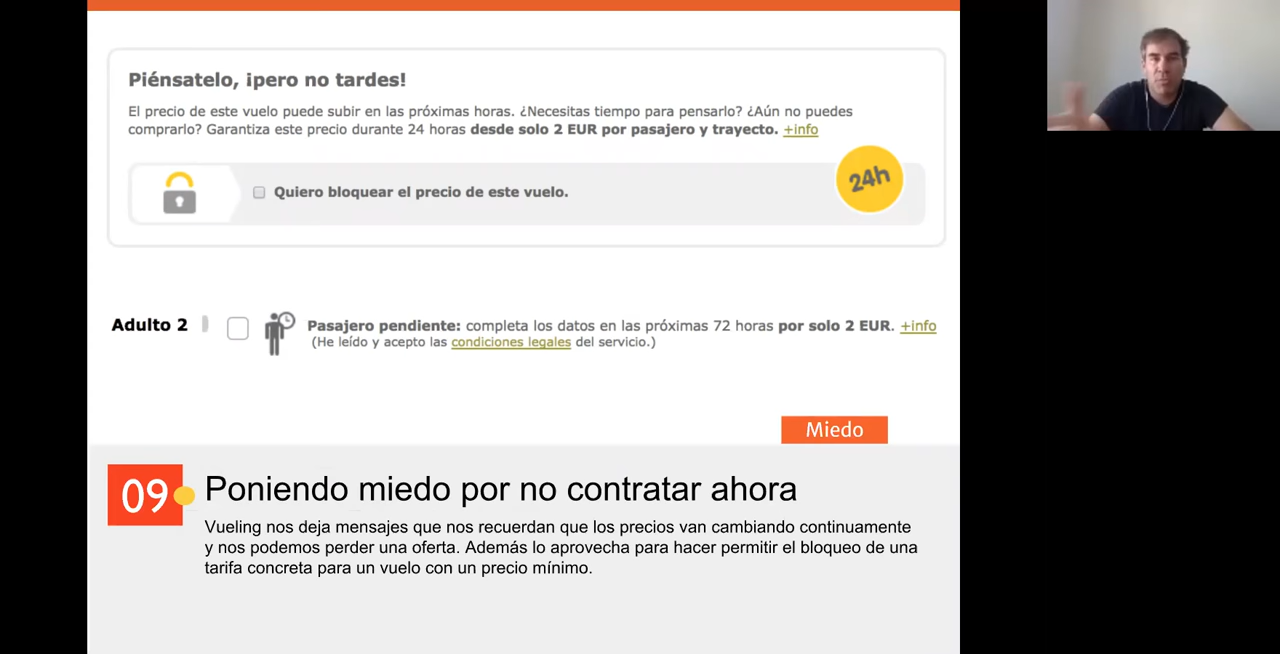 Piénsatelo, ¡pero no tardes!
El precio de este vuelo puede subir en las próximas horas. ¿Necesitas tiempo para pensarlo? ¿Aún no puedes
comprarlo? Garantiza este precio durante 24 horas desde solo 2 EUR por pasajero y trayecto. +info
Quiero bloquear el precio de este vuelo.
24h
Adulto 2
Pasajero pendiente: completa los datos en las próximas 72 horas por solo 2 EUR. +info
(He leído y acepto las condiciones legales del servicio.)
Miedo
09
Poniendo miedo por no contratar ahora
Vueling nos deja mensajes que nos recuerdan que los precios van cambiando continuamente
y nos podemos perder una oferta. Además lo aprovecha para hacer permitir el bloqueo de una
tarifa concreta para un vuelo con un precio mínimo.